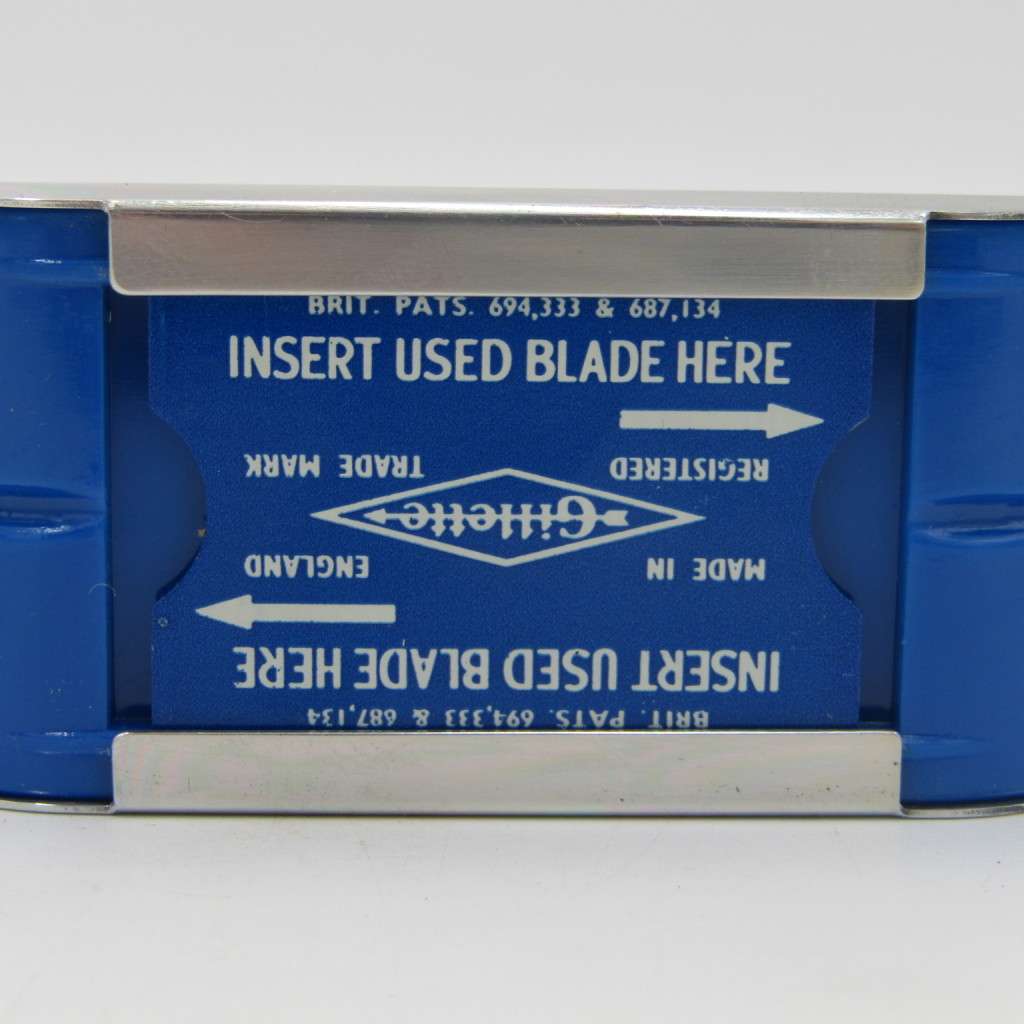 BRIT. PATS. 694,333 & 687,134
INSERT USED BLADE HERE
REGISTERED TRADE MARK
Gillette
MADE IN ENGLAND
INSERT USED BLADE HERE
BRIT. PATS. 694,333 & 687,134